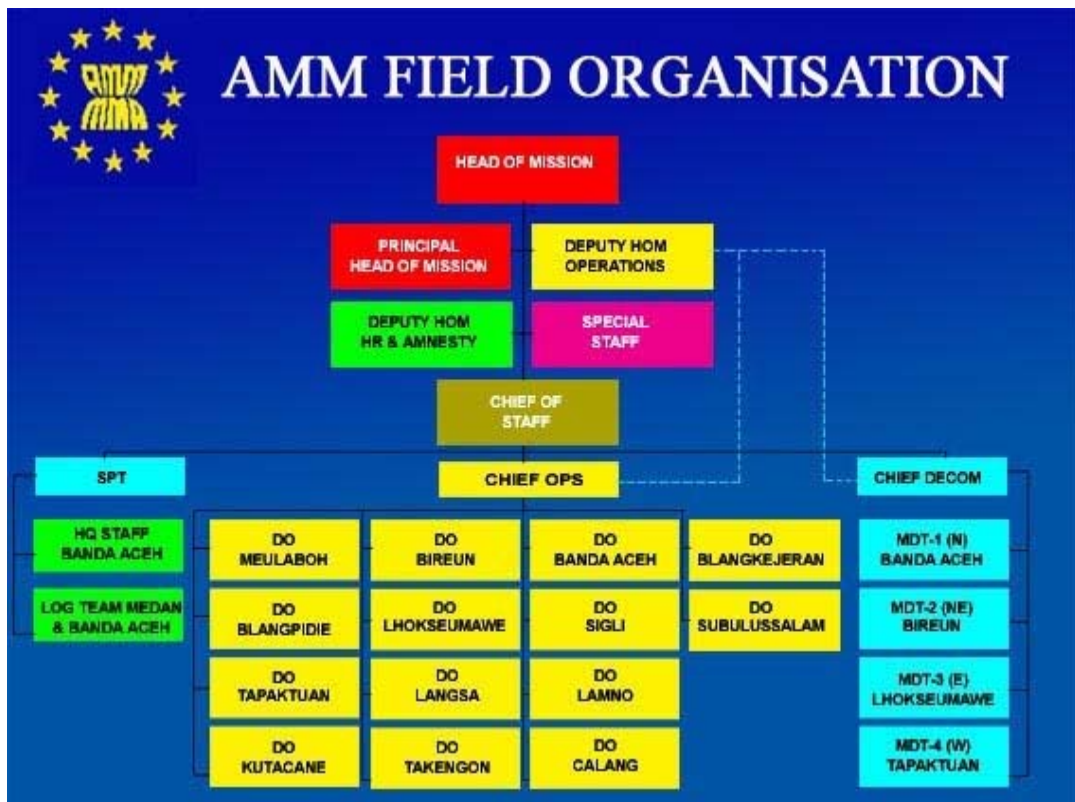 AMM
AMM FIELD ORGANISATION
HEAD OF MISSION
PRINCIPAL
HEAD OF MISSION
DEPUTY HOM
OPERATIONS
DEPUTY HOM
HR & AMNESTY
SPECIAL
STAFF
CHIEF OF
STAFF
SPT
CHIEF OPS
CHIEF DECOM
HQ STAFF
BANDA ACEH
LOG TEAM MEDAN
& BANDA ACEH
DO
MEULABOH
DO
BIREUN
DO
BANDA ACEH
DO
BLANGKEJERAN
DO
BLANGPIDIE
DO
LHOKSEUMAWE
DO
SIGLI
DO
SUBULUSSALAM
DO
TAPAKTUAN
DO
LANGSA
DO
LAMNO
DO
KUTACANE
DO
TAKENGON
DO
CALANG
MDT-1 (N)
BANDA ACEH
MDT-2 (NE)
BIREUN
MDT-3 (E)
LHOKSEUMAWE
MDT-4 (W)
TAPAKTUAN